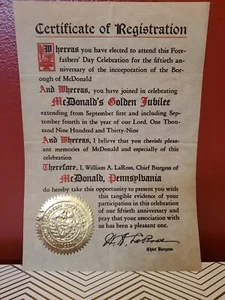 Certificate of Registration
Whereas you have elected to attend this Fore-
fathers' Day Celebration for the fiftieth anni-
versary of the incorporation of the Bor-
ough of McDonald
And Whereas, you have joined in celebrating
McDonald's Golden Jubilee
extending from September first and including Sep-
tember fourth in the year of our Lord, One Thou-
sand Nine Hundred and Thirty-Nine
And Whereas, I believe that you cherish pleas-
ant memories of McDonald and especially of this
celebration
Therefore, I, William A. LaRoss, Chief Burgess of
McDonald, Pennsylvania
do hereby take this opportunity to present you with
this tangible evidence of your
participation in this celebration of
our fiftieth anniversary and
pray that your association with
us has been a pleasant one.
Chief Burgess